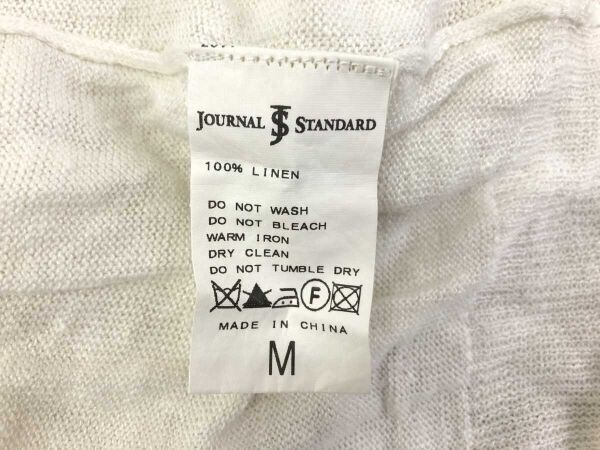 JOURNAL JS STANDARD
100% LINEN
DO NOT WASH
DO NOT BLEACH
WARM IRON
DRY CLEAN
DO NOT TUMBLE DRY
F
MADE IN CHINA
M